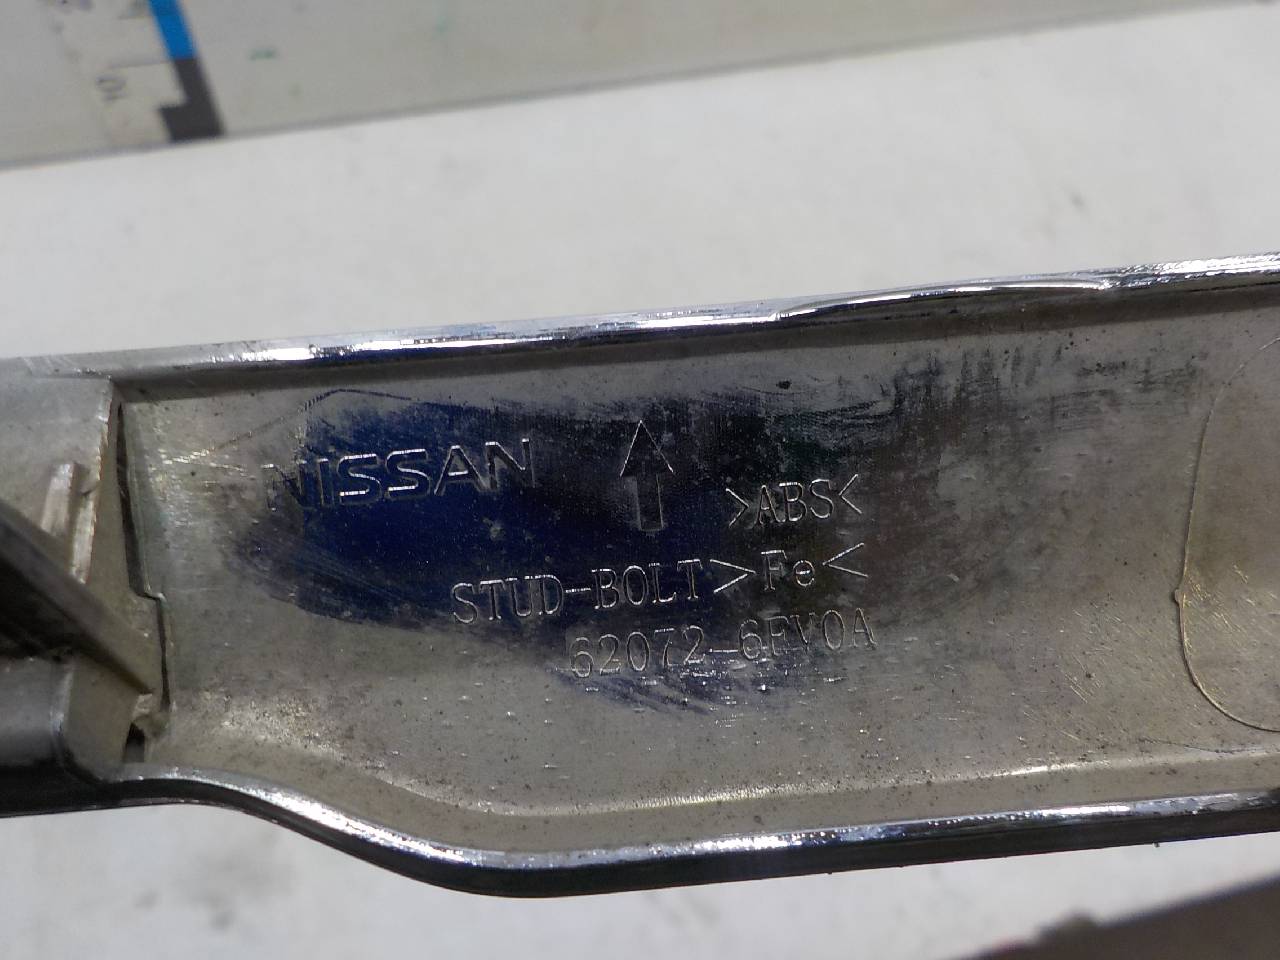 NISSAN
>ABS<
STUD-BOLT>Fe<
62072-6FV0A